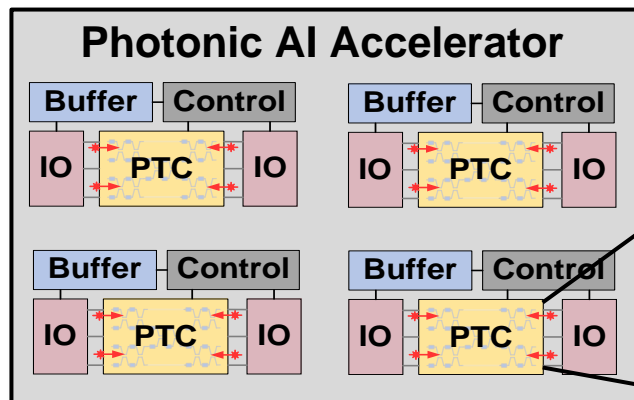 Photonic AI Accelerator
Buffer Control
IO PTC IO
Buffer Control
IO PTC IO
Buffer Control
IO PTC IO
Buffer Control
IO PTC IO